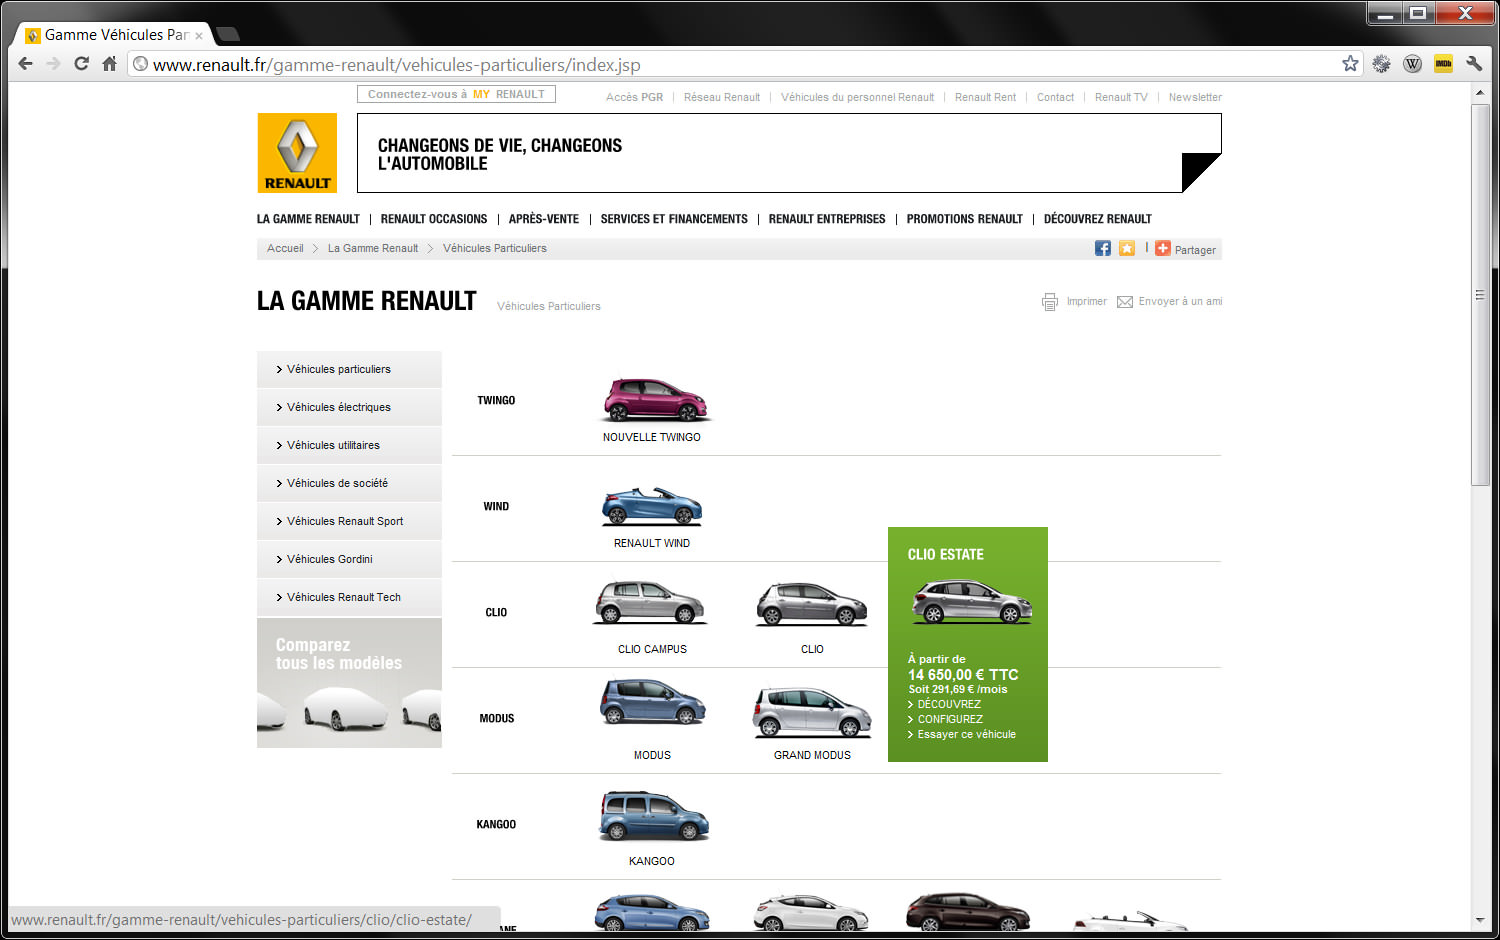 Gamme Véhicules Par
www.renault.fr/gamme-renault/vehicules-particuliers/index.jsp
W
IMDb
Connectez-vous à MY RENAULT
Accès PGR | Réseau Renault | Véhicules du personnel Renault | Renault Rent | Contact | Renault TV | Newsletter
RENAULT
CHANGEONS DE VIE, CHANGEONS
L'AUTOMOBILE
LA GAMME RENAULT | RENAULT OCCASIONS | APRÈS-VENTE | SERVICES ET FINANCEMENTS | RENAULT ENTREPRISES | PROMOTIONS RENAULT | DÉCOUVREZ RENAULT
Accueil > La Gamme Renault > Véhicules Particuliers
Partager
LA GAMME RENAULT
Véhicules Particuliers
Imprimer
Envoyer à un ami
Véhicules particuliers
Véhicules électriques
Véhicules utilitaires
Véhicules de société
Véhicules Renault Sport
Véhicules Gordini
Véhicules Renault Tech
Comparez
tous les modèles
TWINGO
NOUVELLE TWINGO
WIND
RENAULT WIND
CLIO
CLIO CAMPUS
CLIO
CLIO ESTATE
À partir de
14 650,00 € TTC
Soit 291,69 € /mois
DÉCOUVREZ
CONFIGUREZ
Essayer ce véhicule
MODUS
MODUS
GRAND MODUS
KANGOO
KANGOO
www.renault.fr/gamme-renault/vehicules-particuliers/clio/clio-estate/